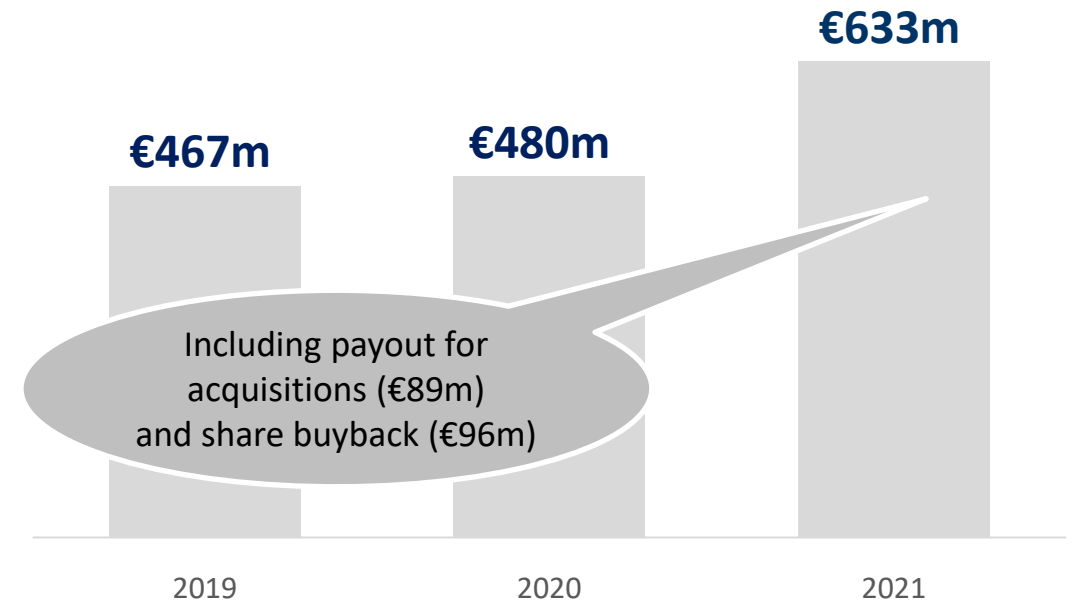 €633m
€467m
€480m
Including payout for
acquisitions (€89m)
and share buyback (€96m)
2019
2020
2021